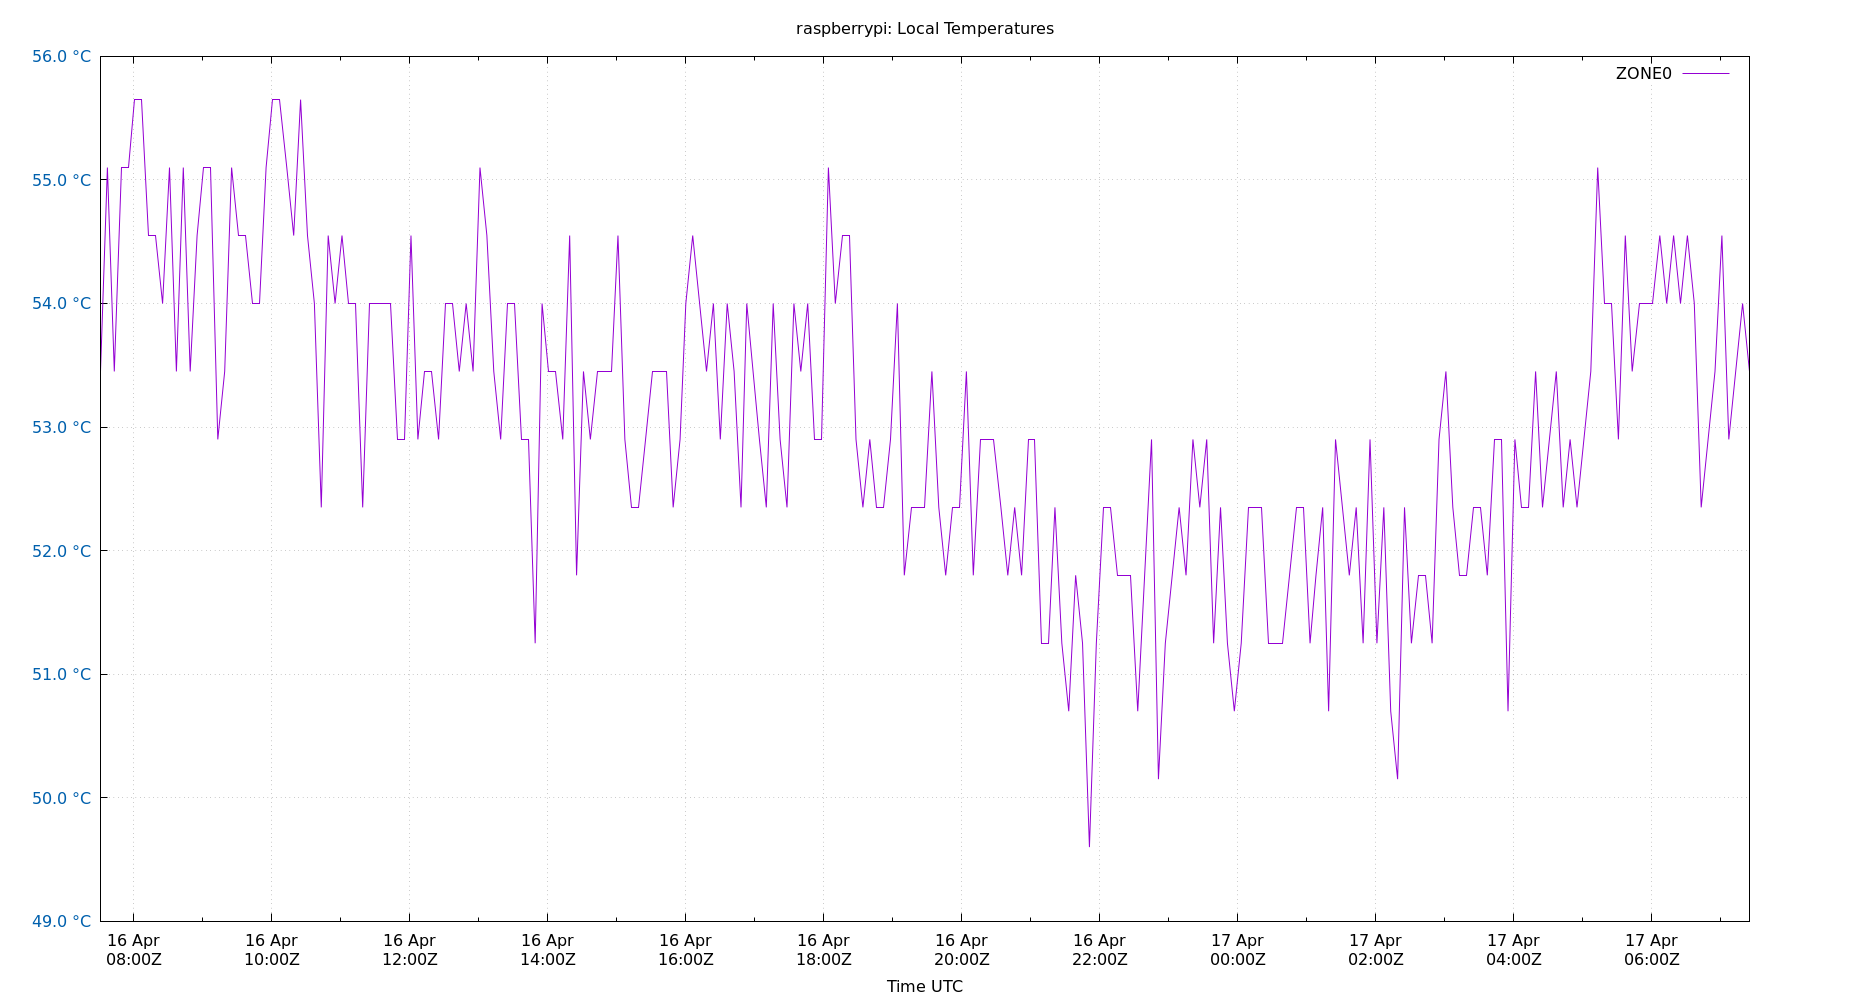 raspberrypi: Local Temperatures
56.0 °C
ZONE0
55.0 °C
54.0 °C
53.0 °C
52.0 °C
51.0 °C
50.0 °C
49.0 °C
16 Apr 16 Apr 16 Apr 16 Apr 16 Apr 16 Apr 16 Apr 16 Apr 17 Apr 17 Apr 17 Apr 17 Apr
08:00Z 10:00Z 12:00Z 14:00Z 16:00Z 18:00Z 20:00Z 22:00Z 00:00Z 02:00Z 04:00Z 06:00Z
Time UTC